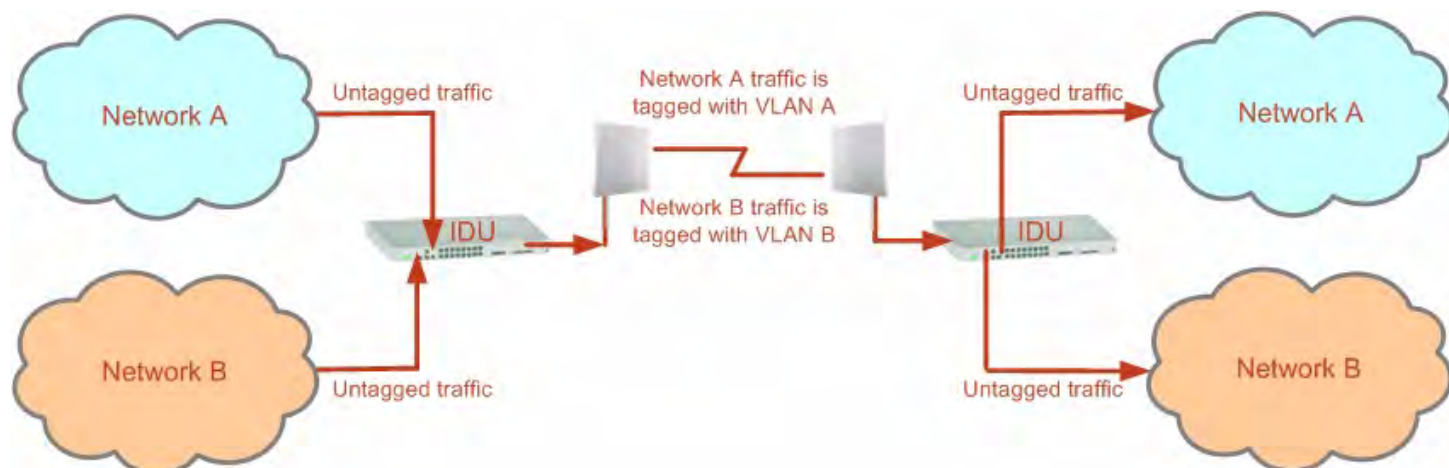 Network A
Untagged traffic
Network A traffic is
tagged with VLAN A
Untagged traffic
Network A
IDU
Network B traffic is
tagged with VLAN B
IDU
Network B
Untagged traffic
Untagged traffic
Network B